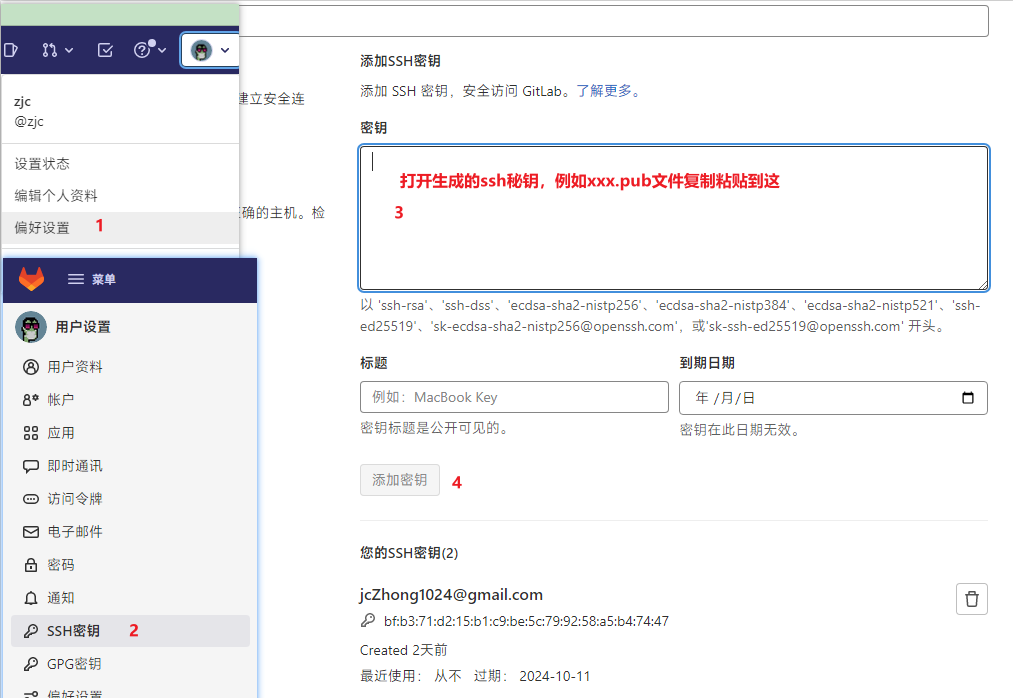 zjc
@zjc
设置状态
编辑个人资料
偏好设置 1
菜单
用户设置
用户资料
帐户
应用
即时通讯
访问令牌
电子邮件
密码
通知
SSH密钥 2
GPG密钥
偏好设置
建立安全连
正确的主机。检
添加SSH密钥
添加 SSH 密钥，安全访问 GitLab。了解更多。
密钥
打开生成的ssh秘钥，例如xxx.pub文件复制粘贴到这
3
以 'ssh-rsa'、'ssh-dss'、'ecdsa-sha2-nistp256'、'ecdsa-sha2-nistp384'、'ecdsa-sha2-nistp521'、'ssh-
ed25519'、'sk-ecdsa-sha2-nistp256@openssh.com'，或'sk-ssh-ed25519@openssh.com' 开头。
标题
例如：MacBook Key
密钥标题是公开可见的。
到期日期
年 /月/日
密钥在此日期无效。
添加密钥 4
您的SSH密钥(2)
jcZhong1024@gmail.com
bf:b3:71:d2:15:b1:c9:be:5c:79:92:58:a5:b4:74:47
Created 2天前
最近使用： 从不 过期： 2024-10-11